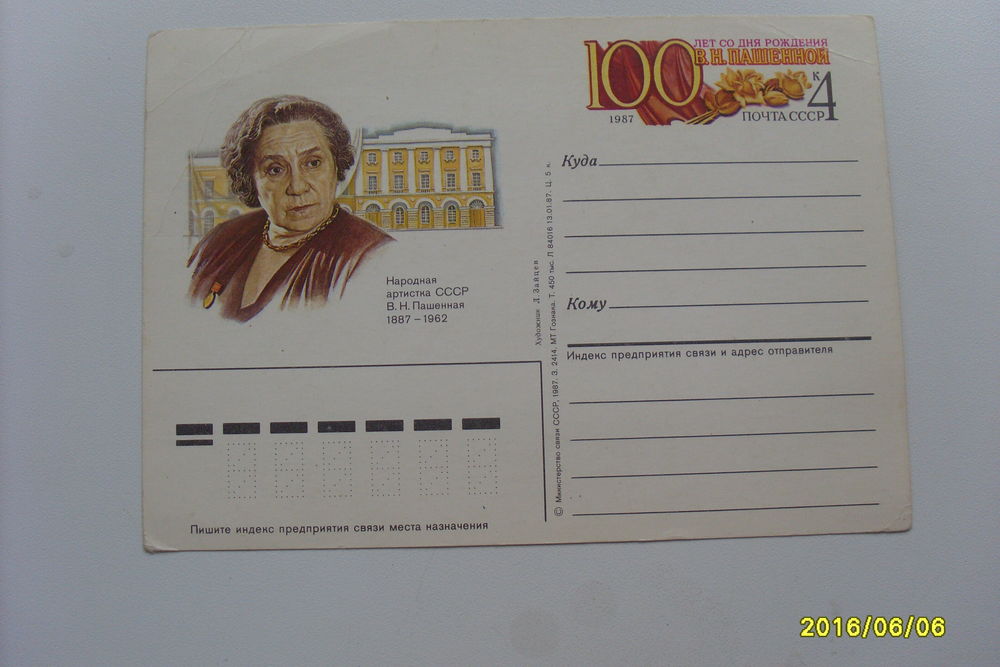 100 ЛЕТ СО ДНЯ РОЖДЕНИЯ
В. Н. ПАШЕННОЙ
К 4
1987 ПОЧТА СССР
Народная
артистка СССР
В. Н. Пашенная
1887 – 1962
Куда
Кому
Индекс предприятия связи и адрес отправителя
Художник Л. Зайцев
© Министерство связи СССР, 1987. З. 2414. МТ Гознака. Т. 450 тыс. Л 84016 13.01.87. Ц. 5 к.
Пишите индекс предприятия связи места назначения
2016/06/06